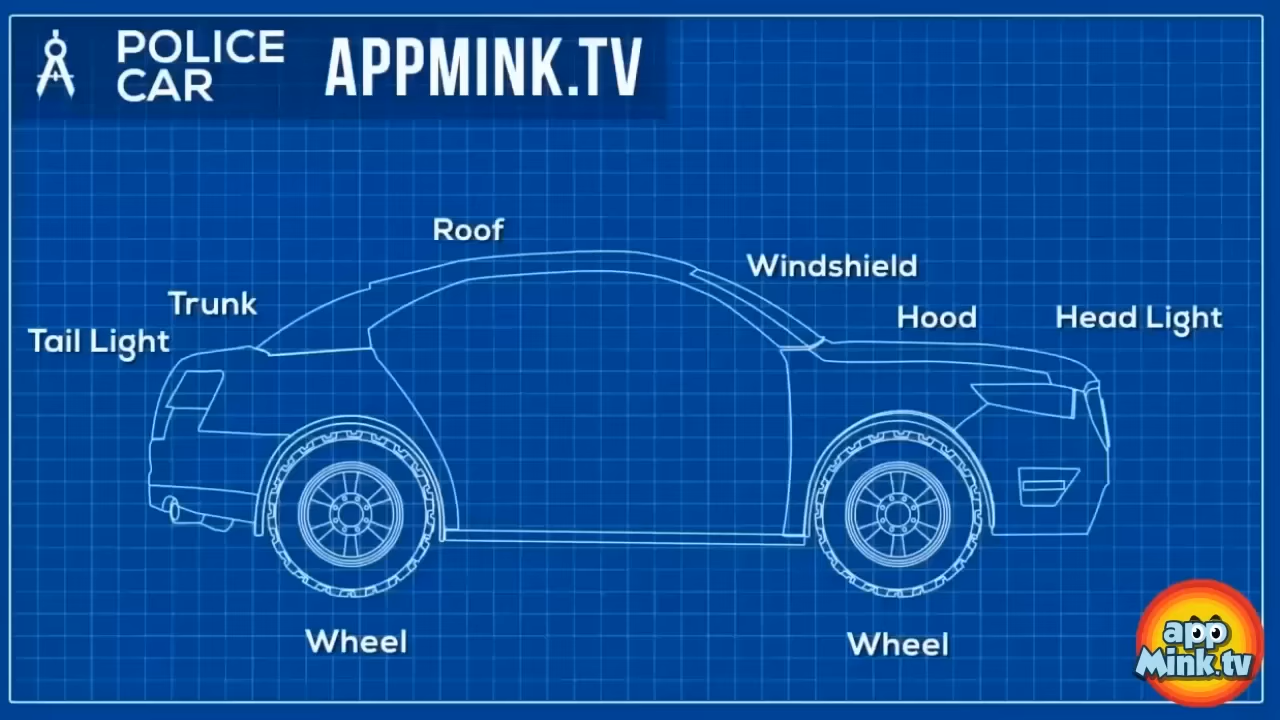 POLICE
CAR
APPMINK.TV
Roof
Windshield
Trunk
Hood
Head Light
Tail Light
Wheel
Wheel
app
Mink.tv